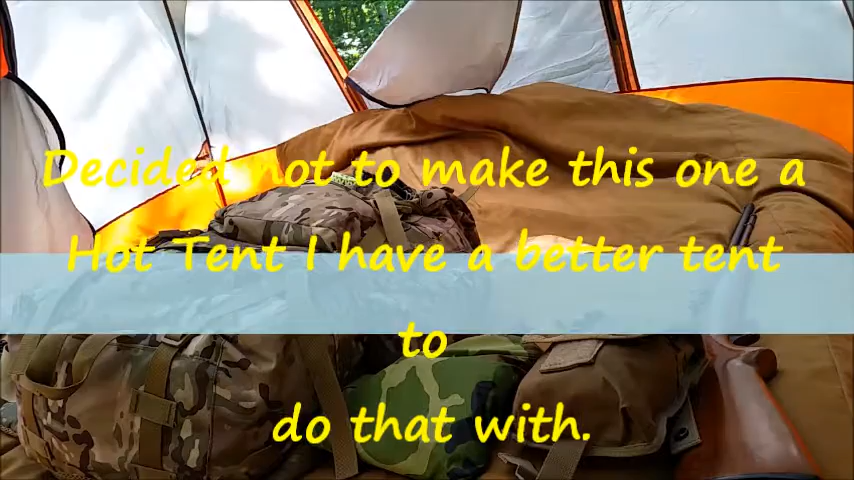 Decided not to make this one a
Hot Tent I have a better tent
to
do that with.